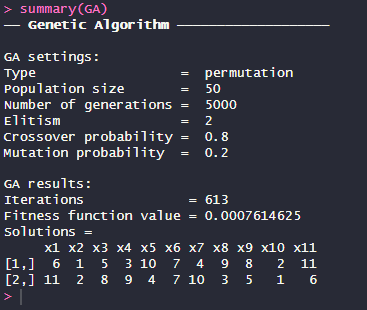 > summary(GA)
── Genetic Algorithm ───────────────────
GA settings:
Type                  =  permutation
Population size       =  50
Number of generations =  5000
Elitism               =  2
Crossover probability =  0.8
Mutation probability  =  0.2
GA results:
Iterations             = 613
Fitness function value = 0.0007614625
Solutions =
     x1 x2 x3 x4 x5 x6 x7 x8 x9 x10 x11
[1,]  6  1  5  3 10  7  4  9  8   2  11
[2,] 11  2  8  9  4  7 10  3  5   1   6
>